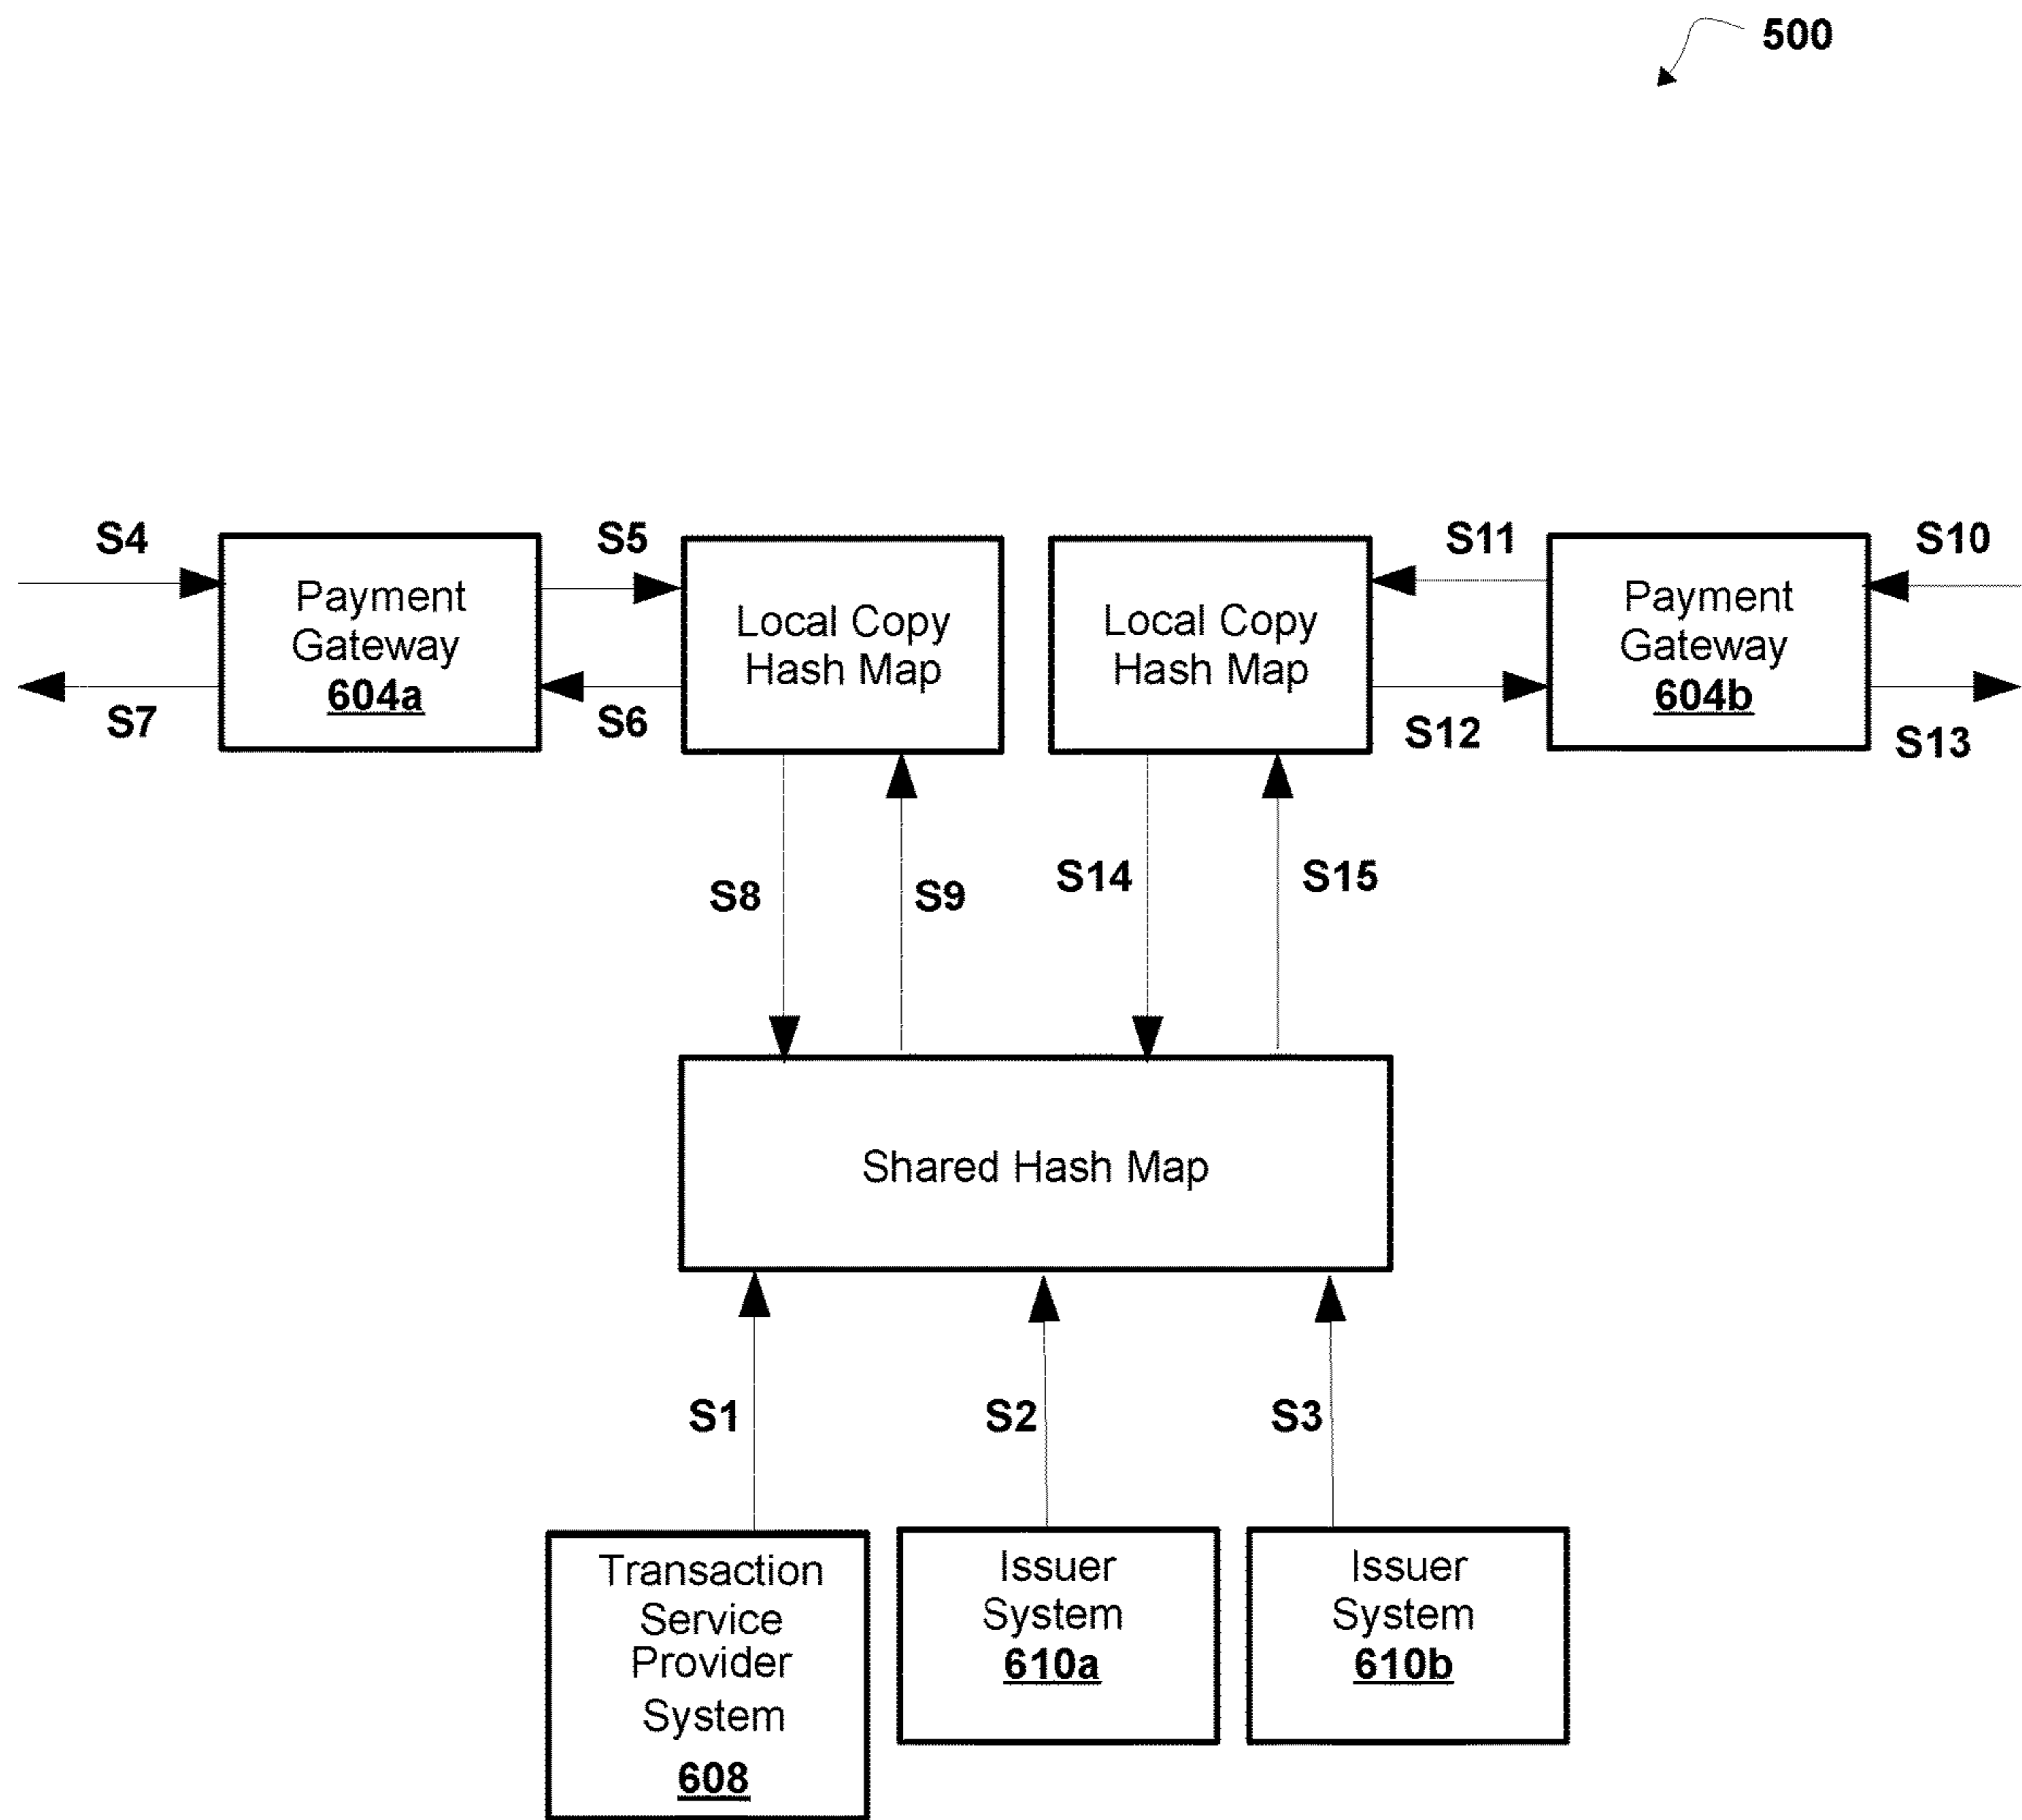 500
S4
S5
S11
S10
Payment
Gateway
604a
Local Copy
Hash Map
Local Copy
Hash Map
Payment
Gateway
604b
S7
S6
S12
S13
S8
S9
S14
S15
Shared Hash Map
S1
S2
S3
Transaction
Service
Provider
System
608
Issuer
System
610a
Issuer
System
610b